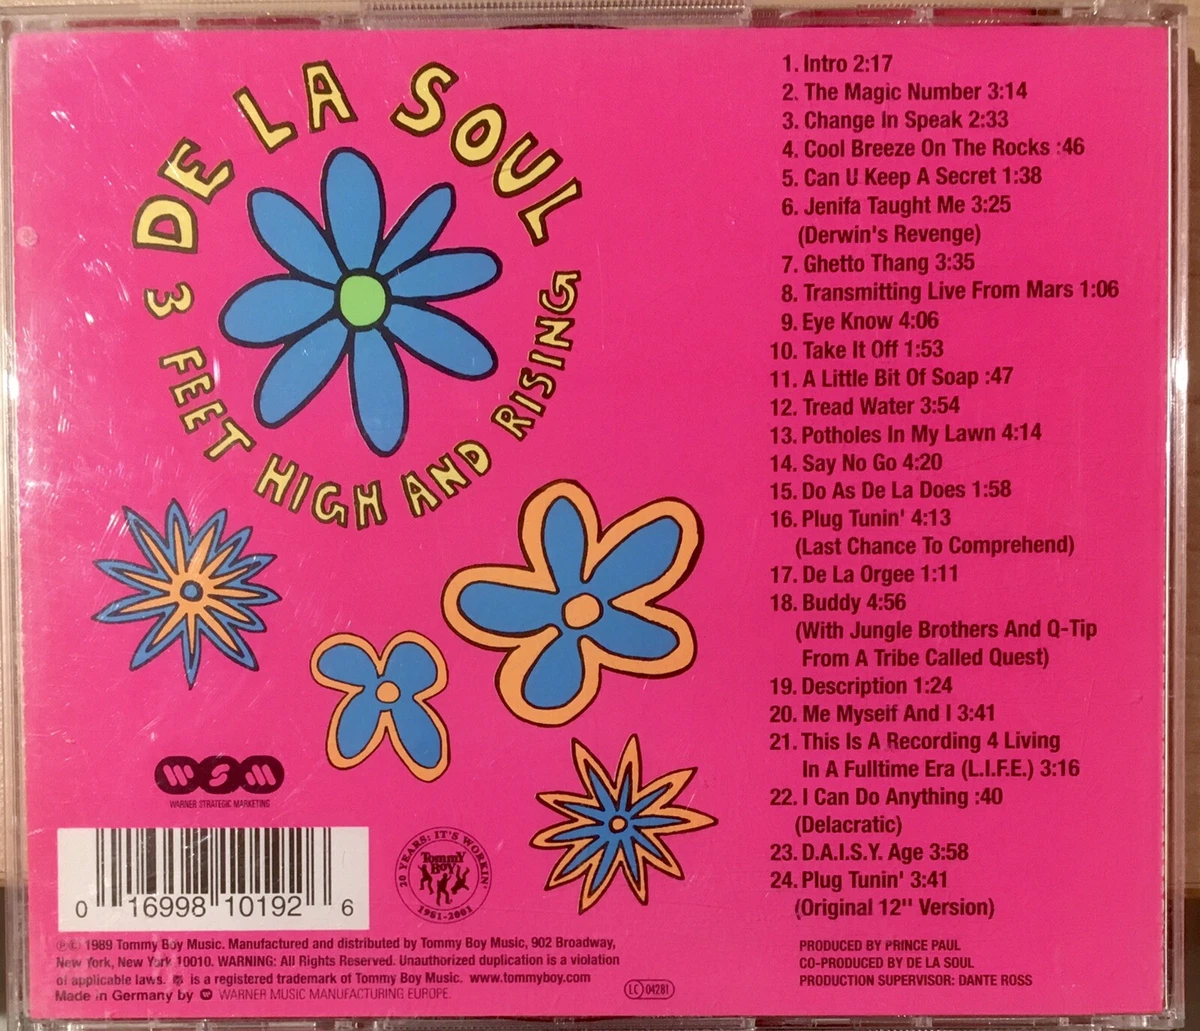 DE LA SOUL
3 FEET HIGH AND RISING
1. Intro 2:17
2. The Magic Number 3:14
3. Change In Speak 2:33
4. Cool Breeze On The Rocks :46
5. Can U Keep A Secret 1:38
6. Jenifa Taught Me 3:25
(Derwin's Revenge)
7. Ghetto Thang 3:35
8. Transmitting Live From Mars 1:06
9. Eye Know 4:06
10. Take It Off 1:53
11. A Little Bit Of Soap :47
12. Tread Water 3:54
13. Potholes In My Lawn 4:14
14. Say No Go 4:20
15. Do As De La Does 1:58
16. Plug Tunin' 4:13
(Last Chance To Comprehend)
17. De La Orgee 1:11
18. Buddy 4:56
(With Jungle Brothers And Q-Tip
From A Tribe Called Quest)
19. Description 1:24
20. Me Myseif And I 3:41
21. This Is A Recording 4 Living
In A Fulltime Era (L.I.F.E.) 3:16
22. I Can Do Anything :40
(Delacratic)
23. D.A.I.S.Y. Age 3:58
24. Plug Tunin' 3:41
(Original 12'' Version)
PRODUCED BY PRINCE PAUL
CO-PRODUCED BY DE LA SOUL
PRODUCTION SUPERVISOR: DANTE ROSS
WSM
WARNER STRATEGIC MARKETING
0 16998 10192 6
20 YEARS: IT'S WORKIN'
TOMMY BOY
1981-2001
℗© 1989 Tommy Boy Music. Manufactured and distributed by Tommy Boy Music, 902 Broadway,
New York, New York 10010. WARNING: All Rights Reserved. Unauthorized duplication is a violation
of applicable laws. is a registered trademark of Tommy Boy Music. www.tommyboy.com
Made in Germany by WARNER MUSIC MANUFACTURING EUROPE.
LC 04281